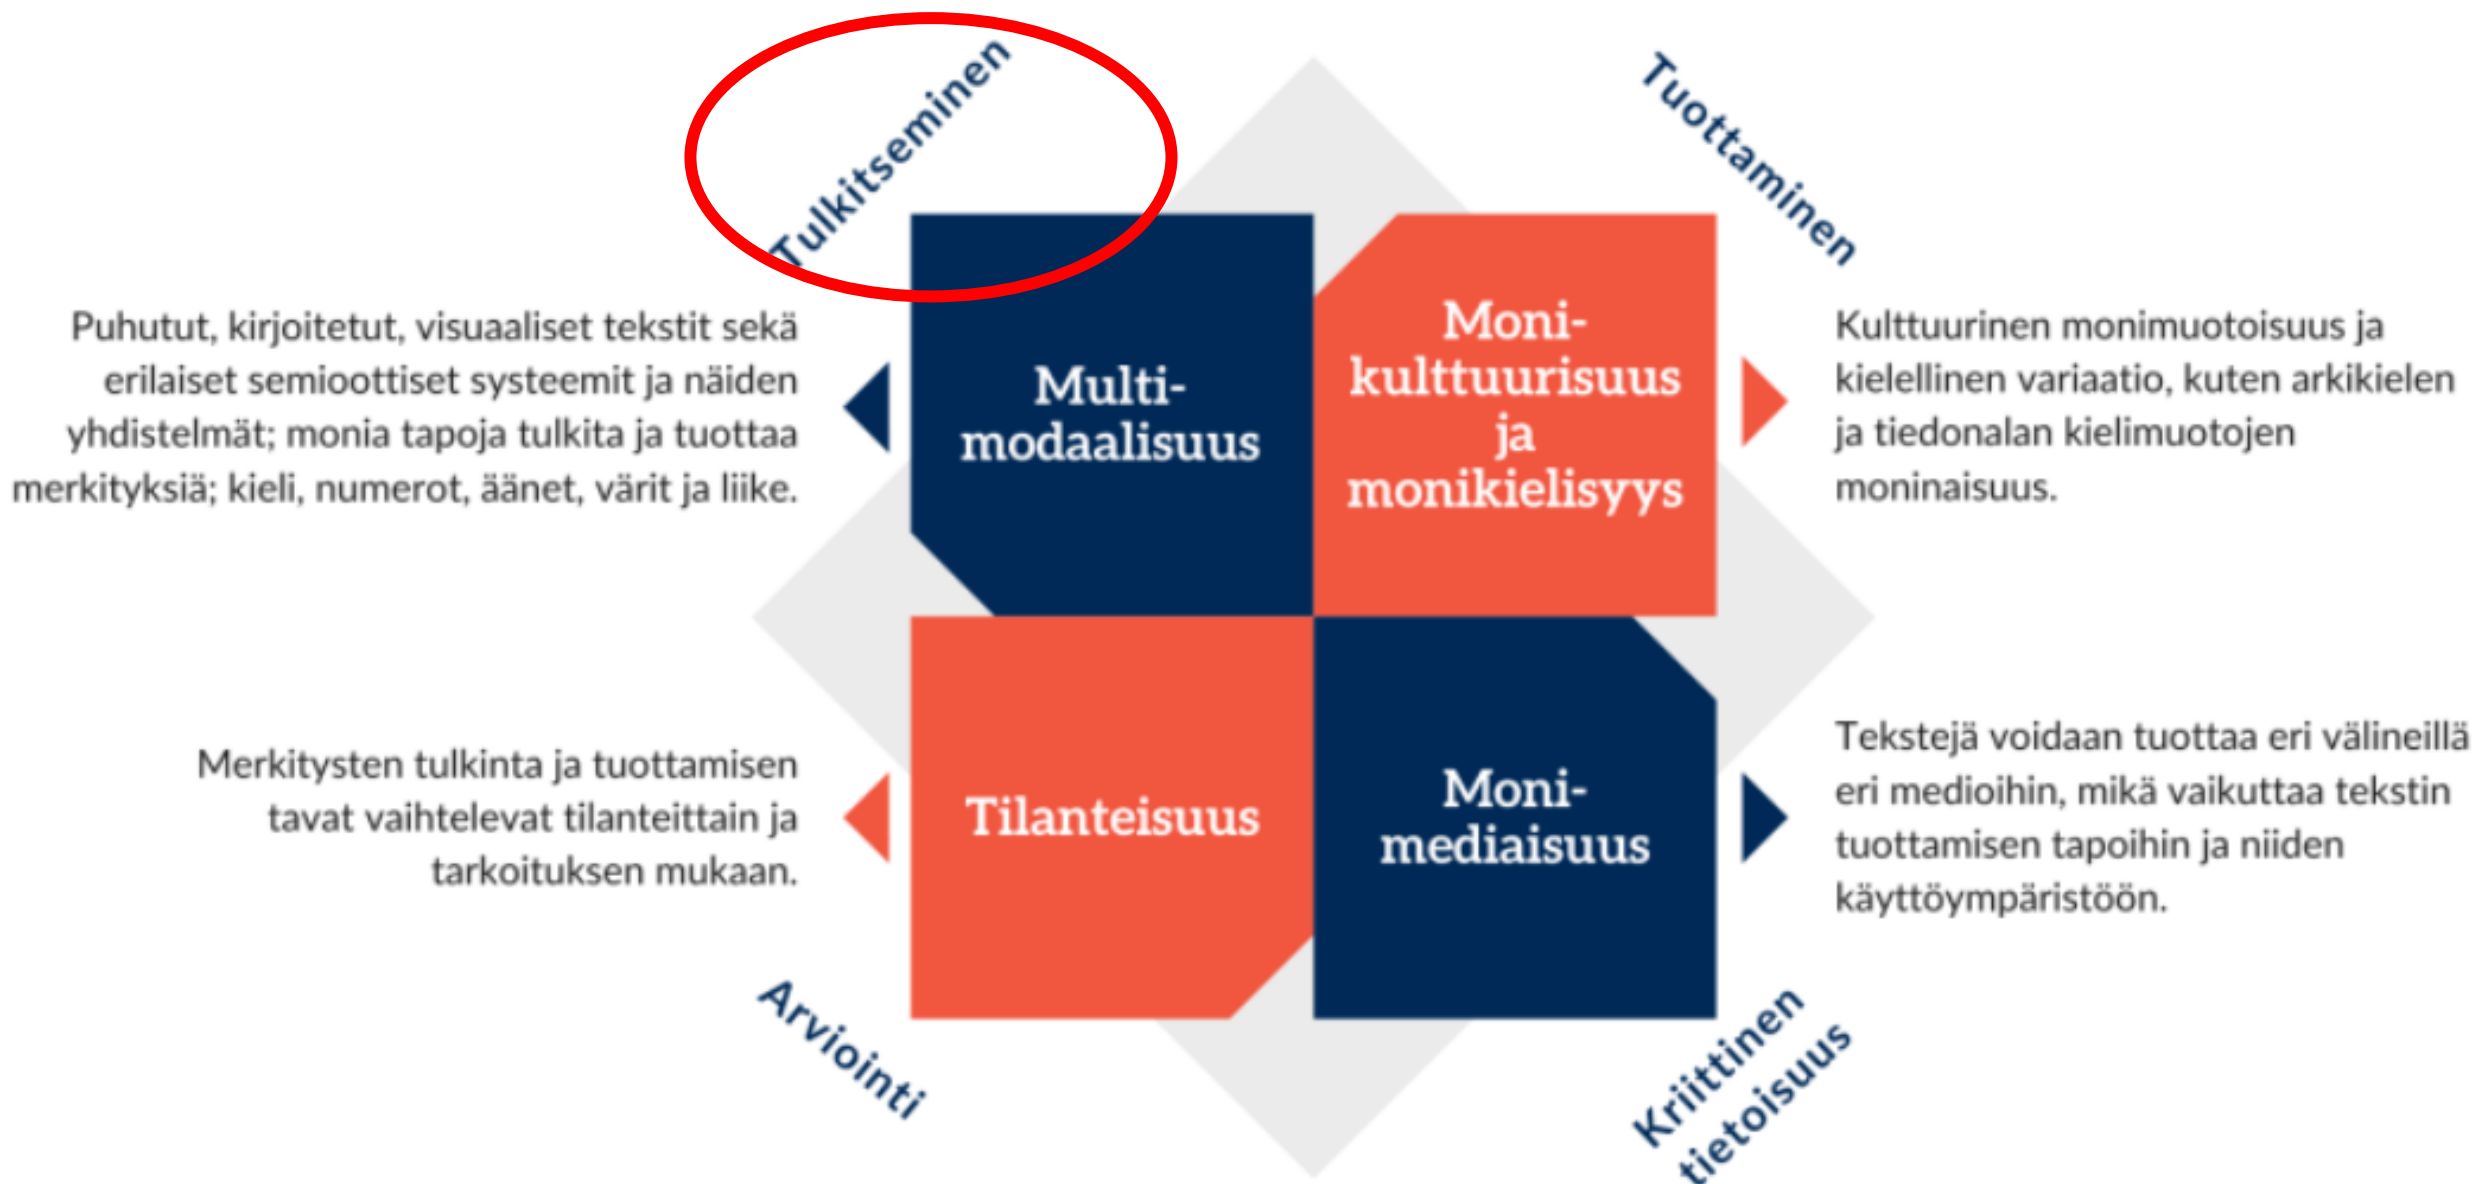 Tulkitseminen
Tuottaminen
Puhutut, kirjoitetut, visuaaliset tekstit sekä
erilaiset semioottiset systeemit ja näiden
yhdistelmät; monia tapoja tulkita ja tuottaa
merkityksiä; kieli, numerot, äänet, värit ja liike.
Multi-
modaalisuus
Moni-
kulttuurisuus
ja
monikielisyys
Kulttuurinen monimuotoisuus ja
kielellinen variaatio, kuten arkikielen
ja tiedonalan kielimuotojen
moninaisuus.
Merkitysten tulkinta ja tuottamisen
tavat vaihtelevat tilanteittain ja
tarkoituksen mukaan.
Tilanteisuus
Moni-
mediaisuus
Tekstejä voidaan tuottaa eri välineillä
eri medioihin, mikä vaikuttaa tekstin
tuottamisen tapoihin ja niiden
käyttöympäristöön.
Arviointi
Kriittinen
tietoisuus